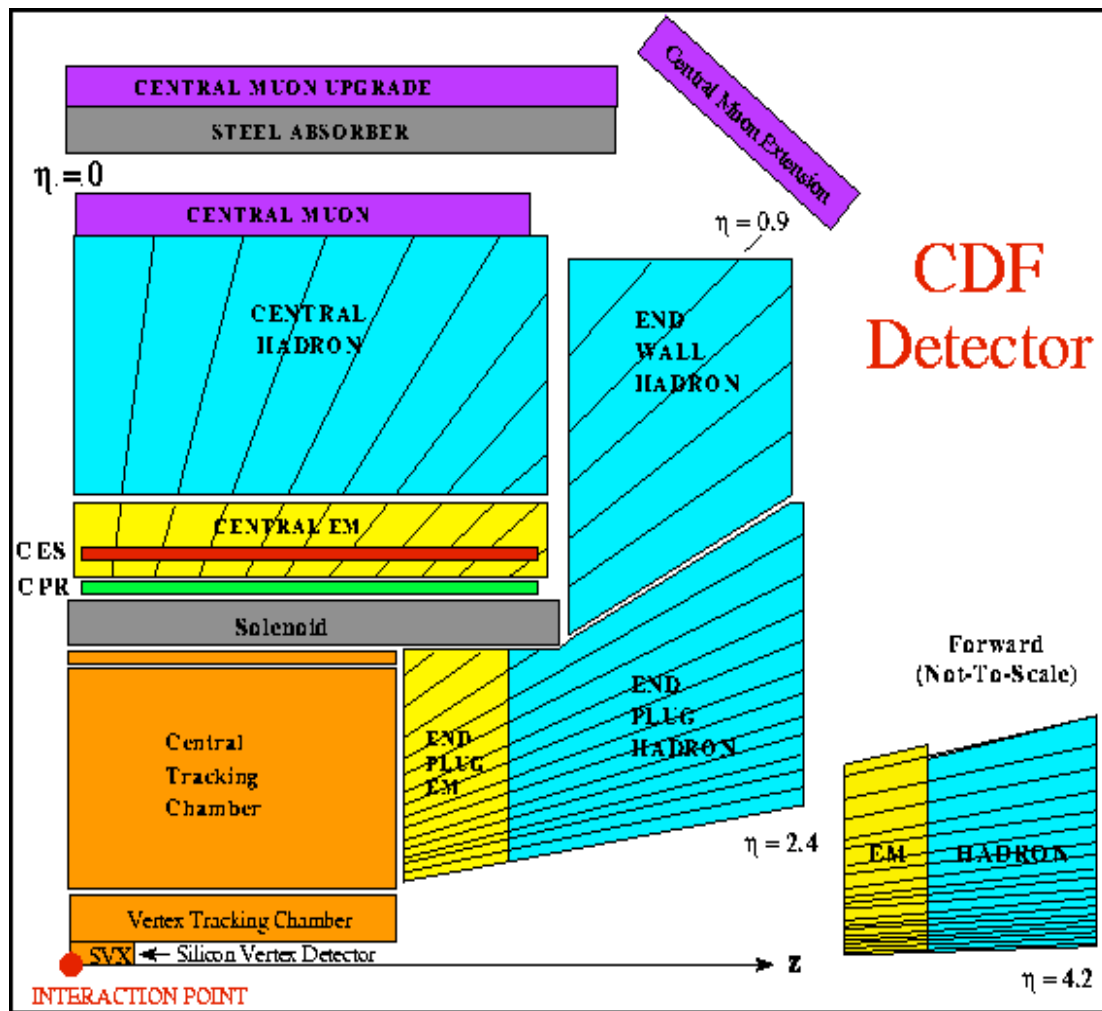 CENTRAL MUON UPGRADE
STEEL ABSORBER
Central Muon Extension
η = 0
CENTRAL MUON
η = 0.9
CDF
Detector
CENTRAL
HADRON
END
WALL
HADRON
CENTRAL EM
CES
CPR
Solenoid
Forward
(Not-To-Scale)
END
PLUG
HADRON
Central
Tracking
Chamber
END
PLUG
EM
η = 2.4
EM
HADRON
Vertex Tracking Chamber
SVX
Silicon Vertex Detector
Z
η = 4.2
INTERACTION POINT